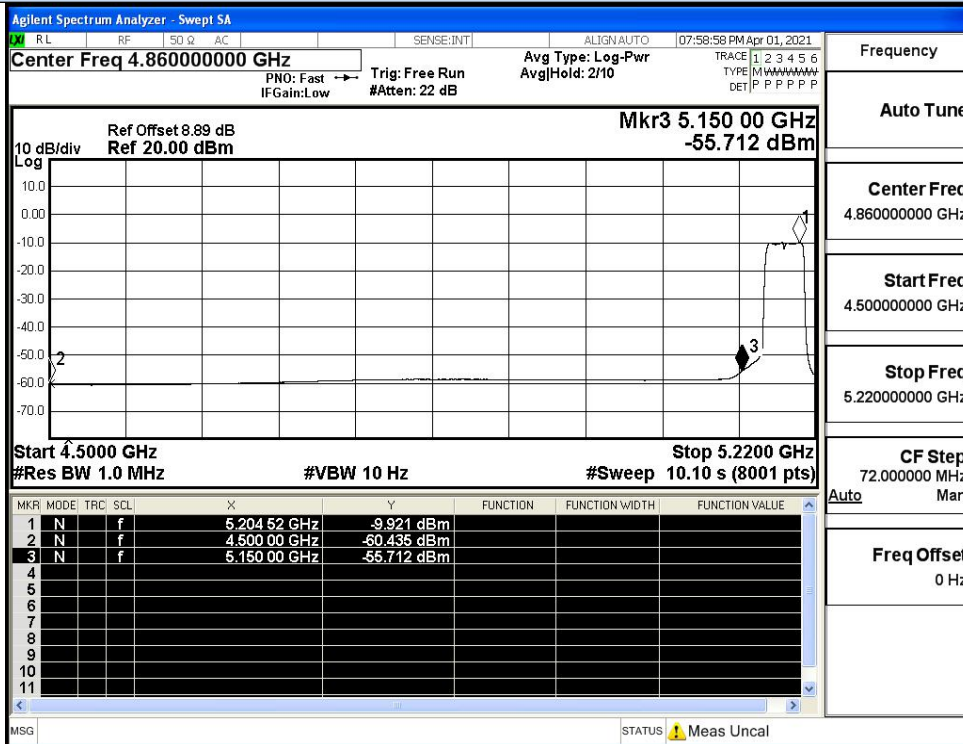 Agilent Spectrum Analyzer - Swept SA
LXI RL RF 50 Ω AC SENSE:INT ALIGN AUTO 07:58:58 PM Apr 01, 2021
Center Freq 4.860000000 GHz
PNO: Fast
IFGain:Low
Trig: Free Run
#Atten: 22 dB
Avg Type: Log-Pwr
Avg|Hold: 2/10
TRACE 1 2 3 4 5 6
TYPE M W W W W W
DET P P P P P P
Mkr3 5.150 00 GHz
-55.712 dBm
Ref Offset 8.89 dB
10 dB/div Ref 20.00 dBm
Log
10.0
0.00
-10.0
-20.0
-30.0
-40.0
-50.0
-60.0
-70.0
1
2
3
Start 4.5000 GHz Stop 5.2200 GHz
#Res BW 1.0 MHz #VBW 10 Hz #Sweep 10.10 s (8001 pts)
MKR MODE TRC SCL X Y FUNCTION FUNCTION WIDTH FUNCTION VALUE
1 N f 5.204 52 GHz -9.921 dBm
2 N f 4.500 00 GHz -60.435 dBm
3 N f 5.150 00 GHz -55.712 dBm
4
5
6
7
8
9
10
11
MSG STATUS Meas Uncal
Frequency
Auto Tune
Center Freq
4.860000000 GHz
Start Freq
4.500000000 GHz
Stop Freq
5.220000000 GHz
CF Step
72.000000 MHz
Auto Man
Freq Offset
0 Hz